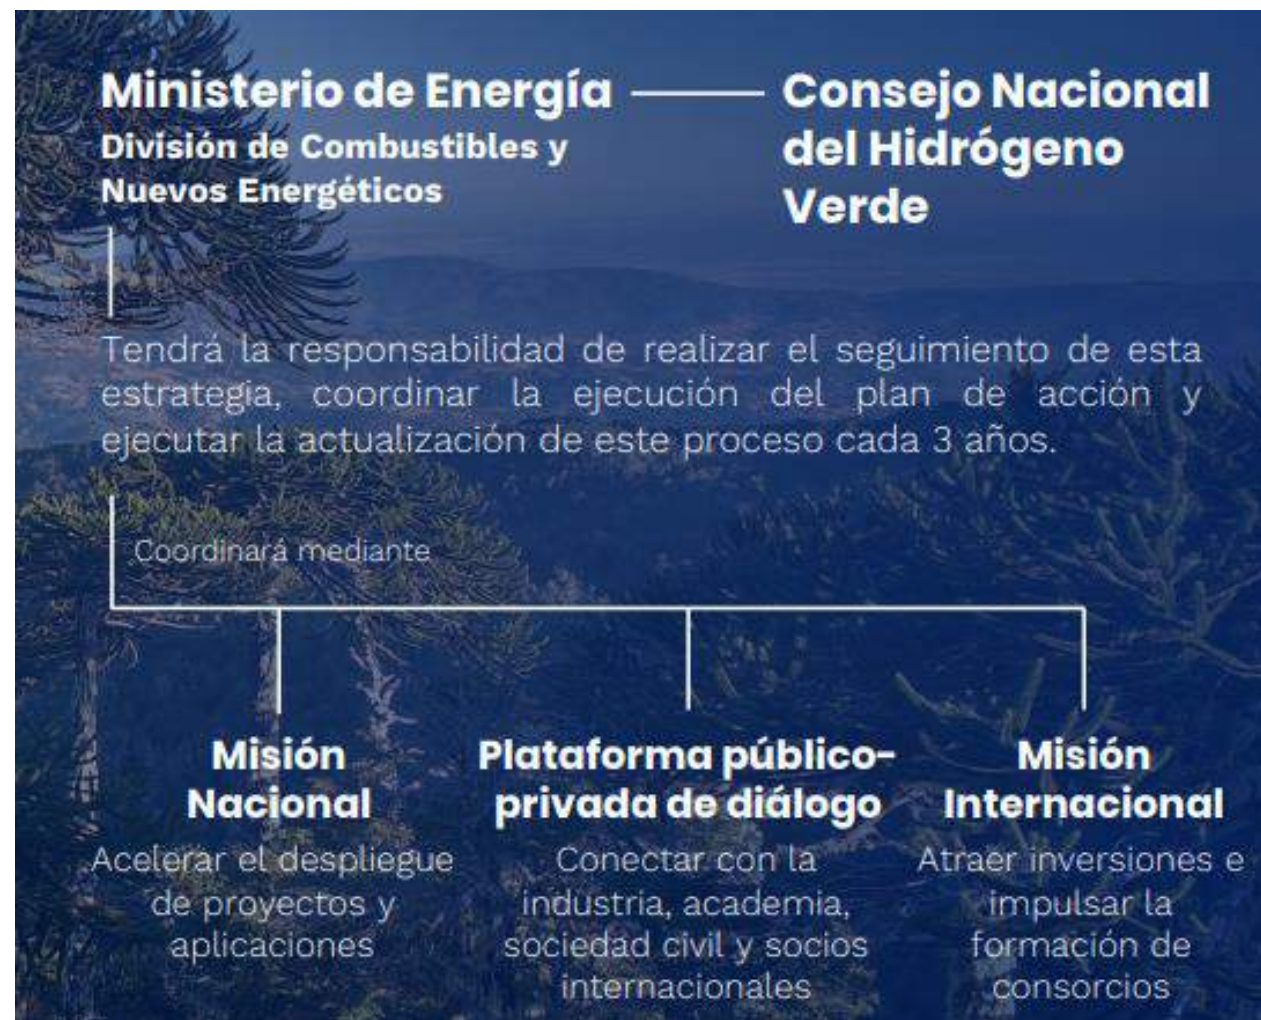 Ministerio de Energía
División de Combustibles y
Nuevos Energéticos
Consejo Nacional
del Hidrógeno
Verde
Tendrá la responsabilidad de realizar el seguimiento de esta
estrategia, coordinar la ejecución del plan de acción y
ejecutar la actualización de este proceso cada 3 años.
Coordinará mediante
Misión
Nacional
Acelerar el despliegue
de proyectos y
aplicaciones
Plataforma público-
privada de diálogo
Conectar con la
industria, academia,
sociedad civil y socios
internacionales
Misión
Internacional
Atraer inversiones e
impulsar la
formación de
consorcios